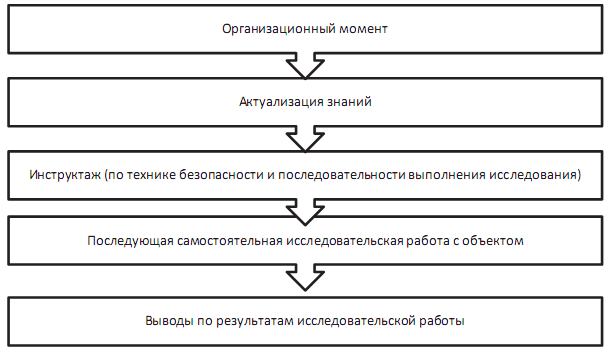 Организационный момент
Актуализация знаний
Инструктаж (по технике безопасности и последовательности выполнения исследования)
Последующая самостоятельная исследовательская работа с объектом
Выводы по результатам исследовательской работы